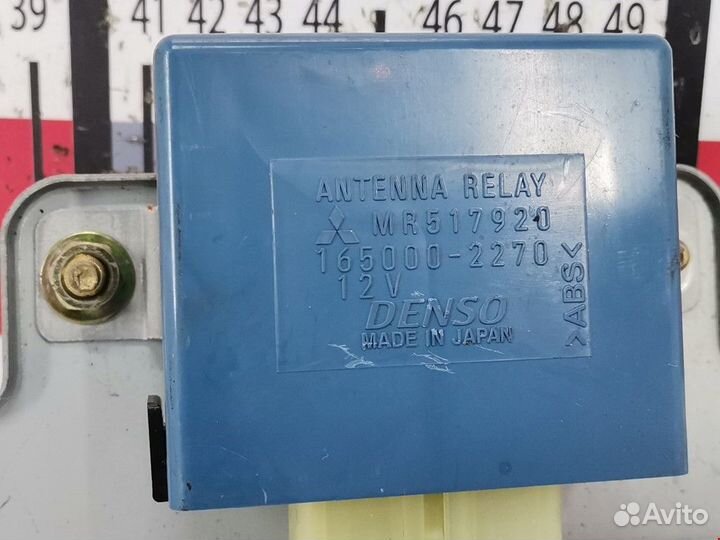 39 41 42 43 44 46 47 48 49
ANTENNA RELAY
MR517920
165000-2270
12V
DENSO
MADE IN JAPAN
>ABS<
Avito